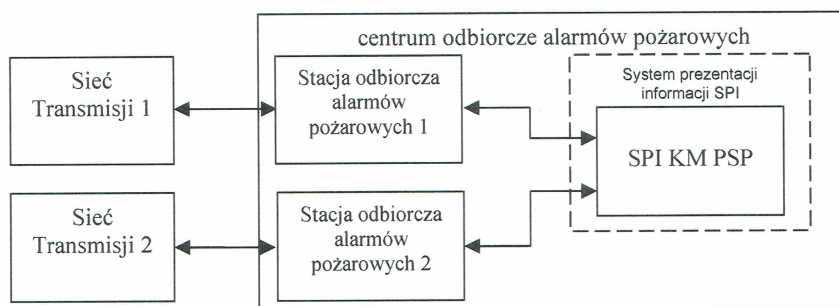 centrum odbiorcze alarmów pożarowych
Sieć
Transmisji 1
Stacja odbiorcza
alarmów
pożarowych 1
System prezentacji
informacji SPI
SPI KM PSP
Sieć
Transmisji 2
Stacja odbiorcza
alarmów
pożarowych 2